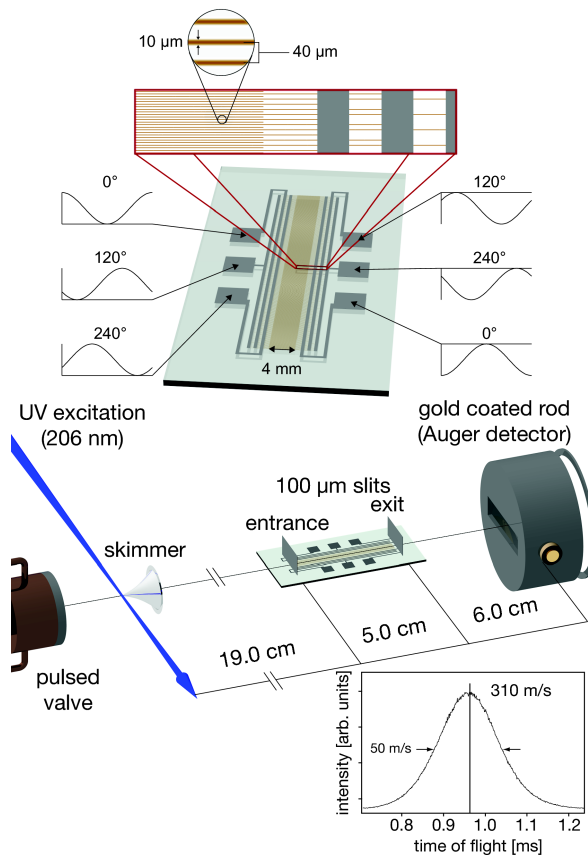 10 µm
40 µm
0°
120°
120°
240°
240°
0°
4 mm
UV excitation
(206 nm)
gold coated rod
(Auger detector)
100 µm slits
entrance
exit
skimmer
pulsed
valve
19.0 cm
5.0 cm
6.0 cm
intensity [arb. units]
310 m/s
50 m/s
0.8
0.9
1.0
1.1
1.2
time of flight [ms]